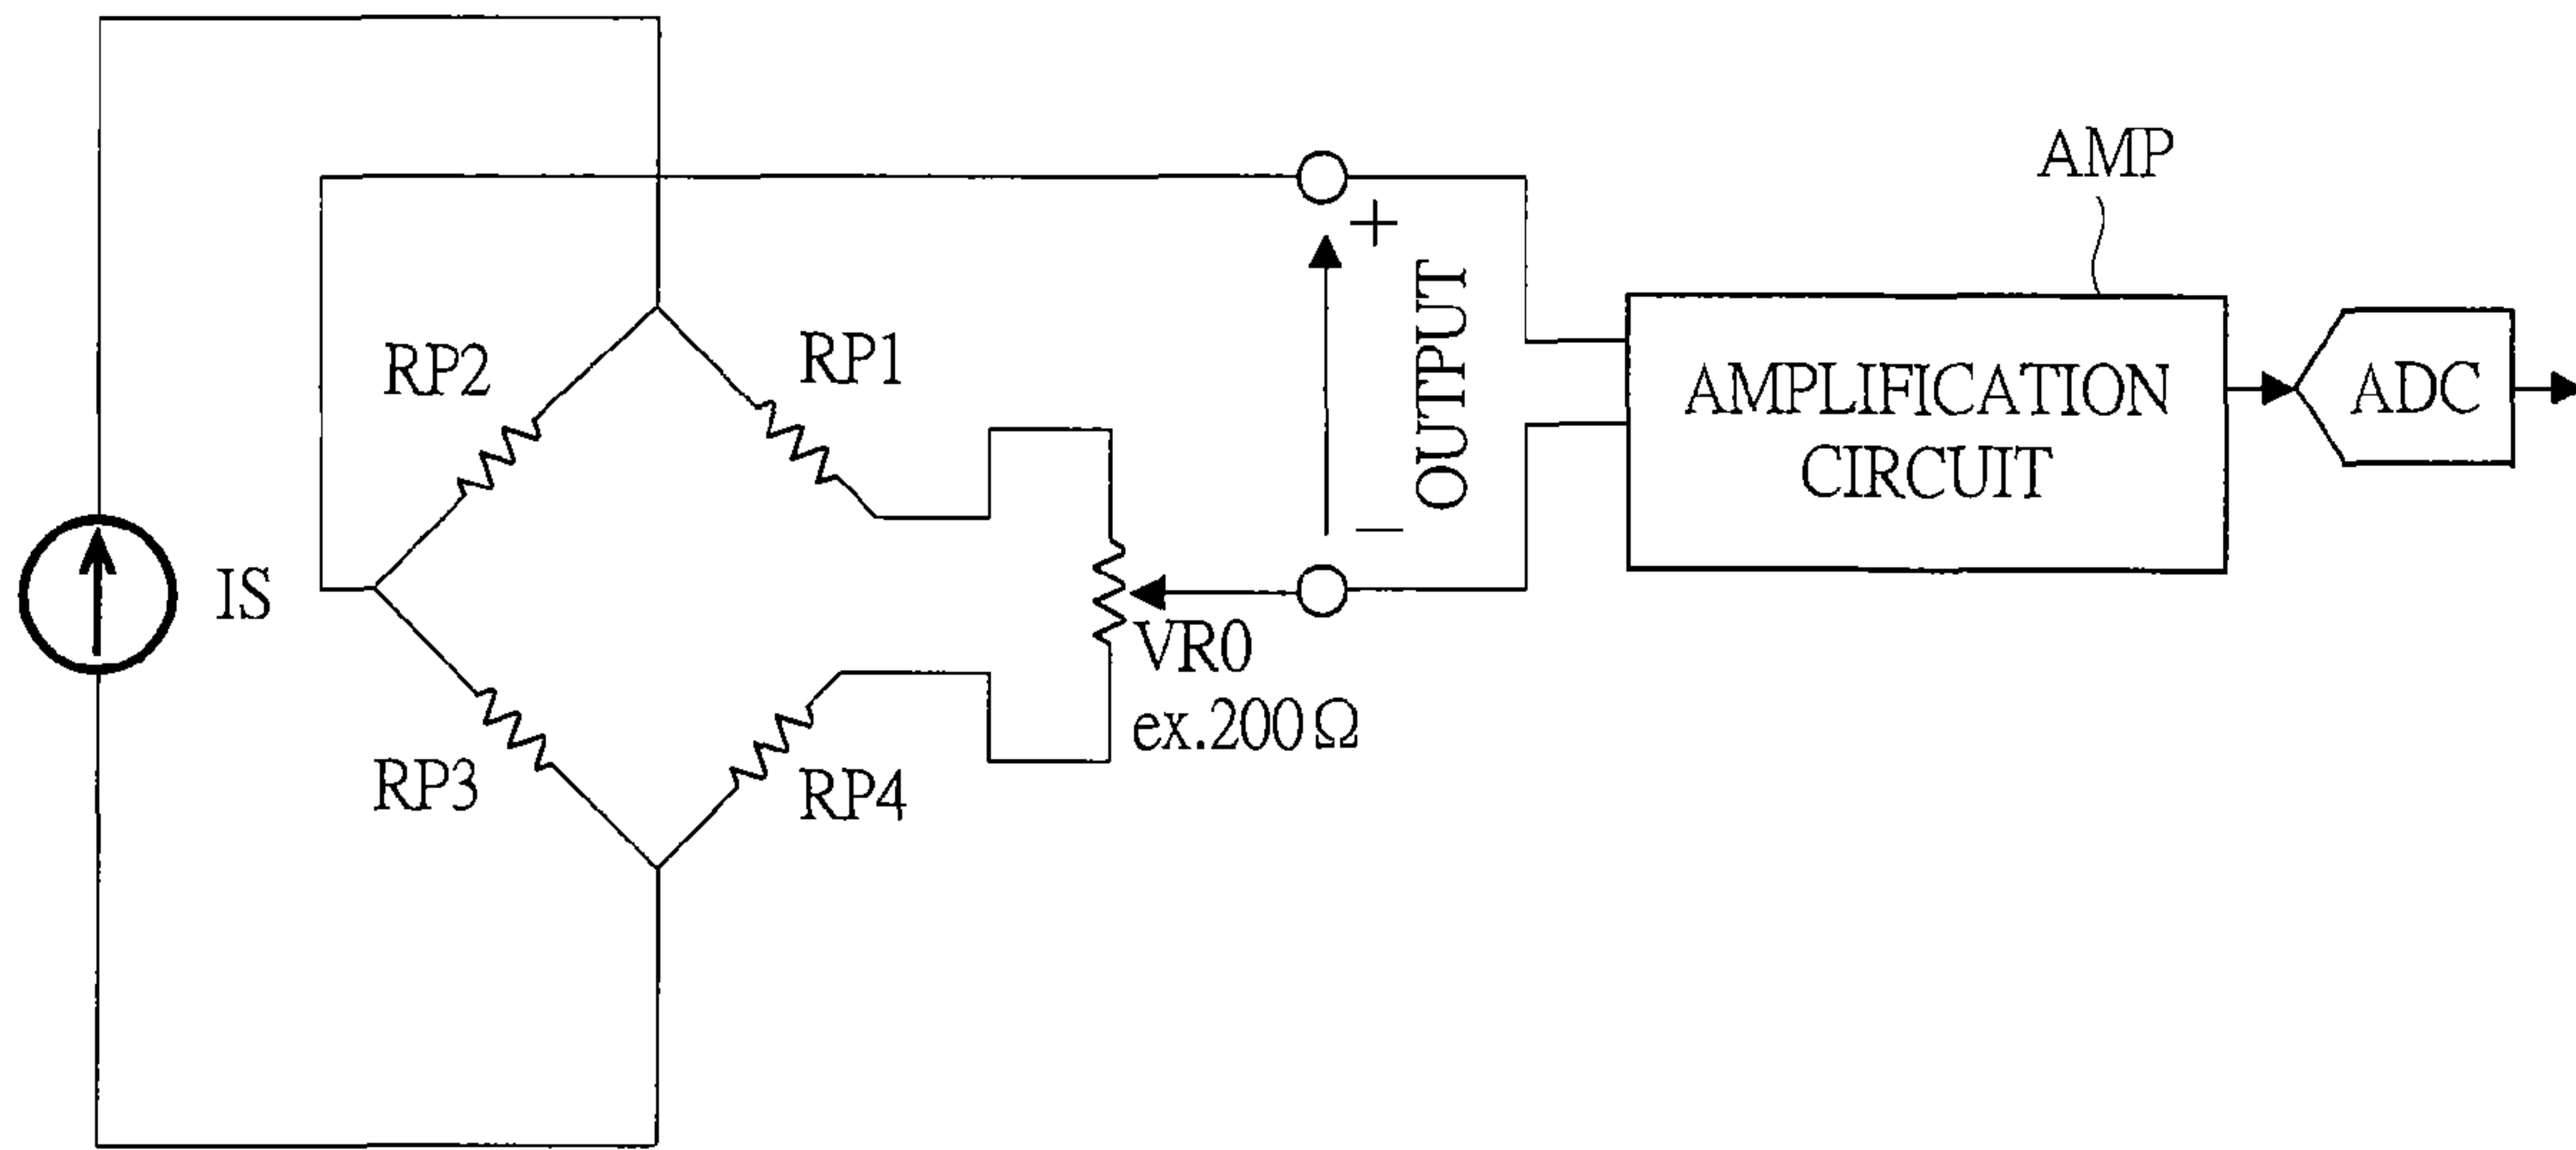 AMP
+
RP2
RP1
OUTPUT
AMPLIFICATION
CIRCUIT
ADC
IS
−
VR0
ex.200Ω
RP3
RP4